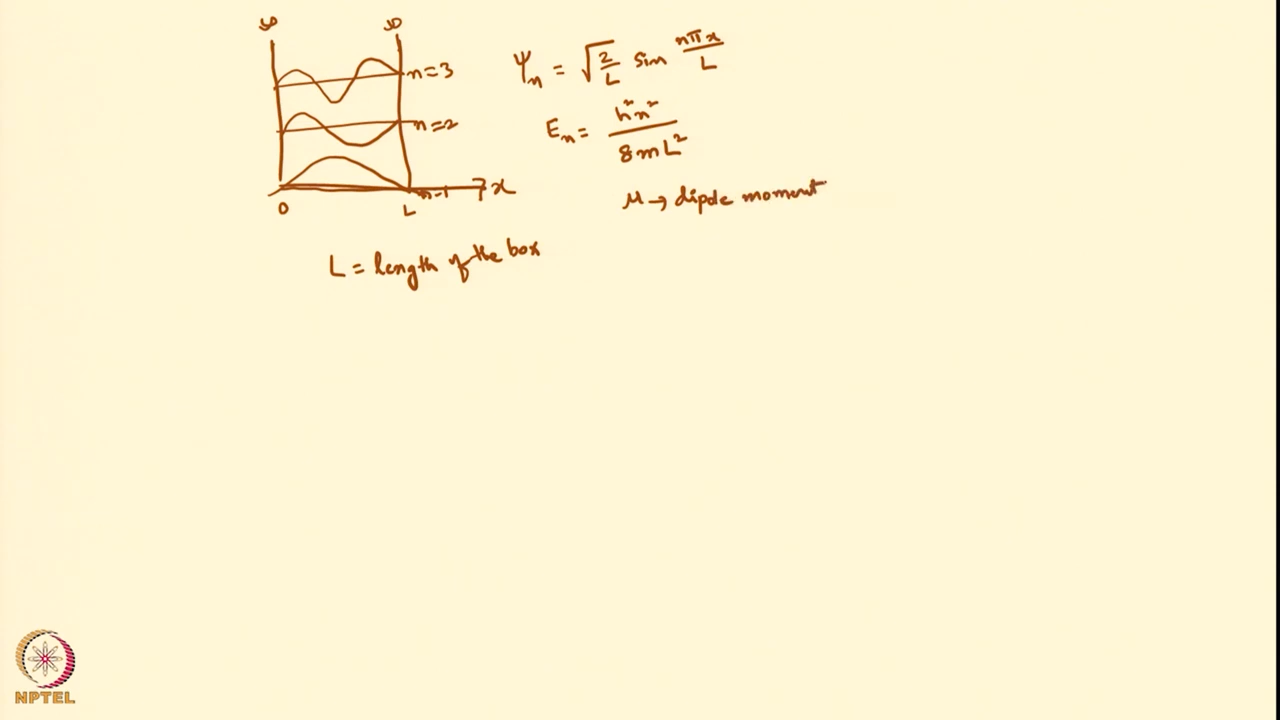 ∞ ∞
n=3
n=2
n=1
x
0 L
ψₙ = √(2/L) sin nπx/L
Eₙ = h²n² / 8mL²
μ → dipole moment
L = length of the box
NPTEL